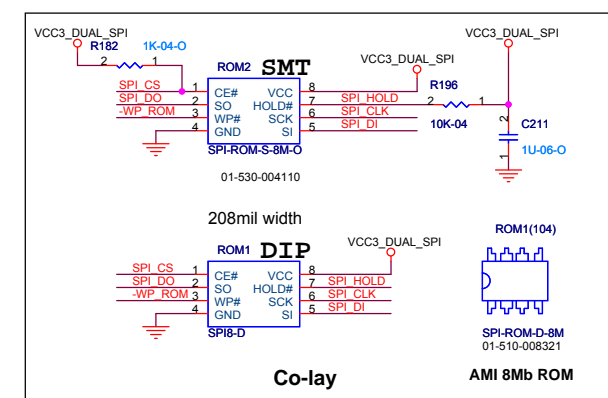 VCC3_DUAL_SPI
VCC3_DUAL_SPI
VCC3_DUAL_SPI
R182
1K-04-O
2
1
ROM2
SMT
SPI_CS
1
CE#
VCC
8
SPI_DO
2
SO
HOLD#
7
SPI_HOLD
-WP_ROM
3
WP#
SCK
6
SPI_CLK
4
GND
SI
5
SPI_DI
R196
2
1
10K-04
2
C211
1
1U-06-O
SPI-ROM-S-8M-O
01-530-004110
208mil width
ROM1
DIP
VCC3_DUAL_SPI
SPI_CS
1
CE#
VCC
8
SPI_DO
2
SO
HOLD#
7
SPI_HOLD
-WP_ROM
3
WP#
SCK
6
SPI_CLK
4
GND
SI
5
SPI_DI
SPI8-D
ROM1(104)
SPI-ROM-D-8M
01-510-008321
Co-lay
AMI 8Mb ROM